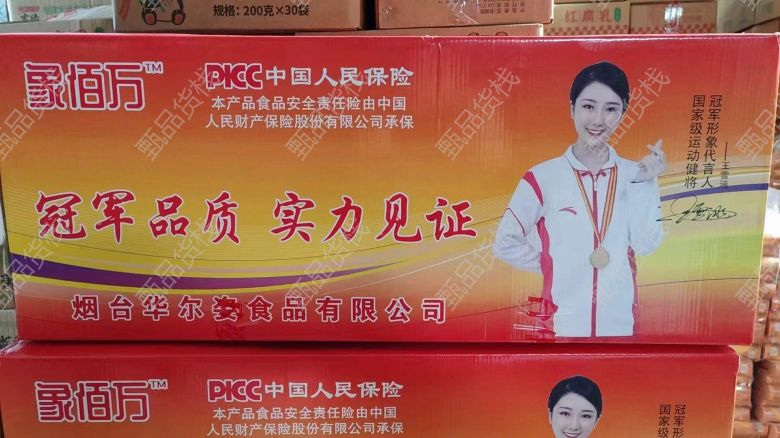 规格：200克×30袋
红腐乳
象佰万™
PICC中国人民保险
本产品食品安全责任险由中国
人民财产保险股份有限公司承保
冠军形象代言人
国家级运动健将
——王雪遥
冠军品质 实力见证
烟台华尔姿食品有限公司
象佰万™
PICC中国人民保险
本产品食品安全责任险由中国
人民财产保险股份有限公司承保
冠军形
国家级
甄品货栈